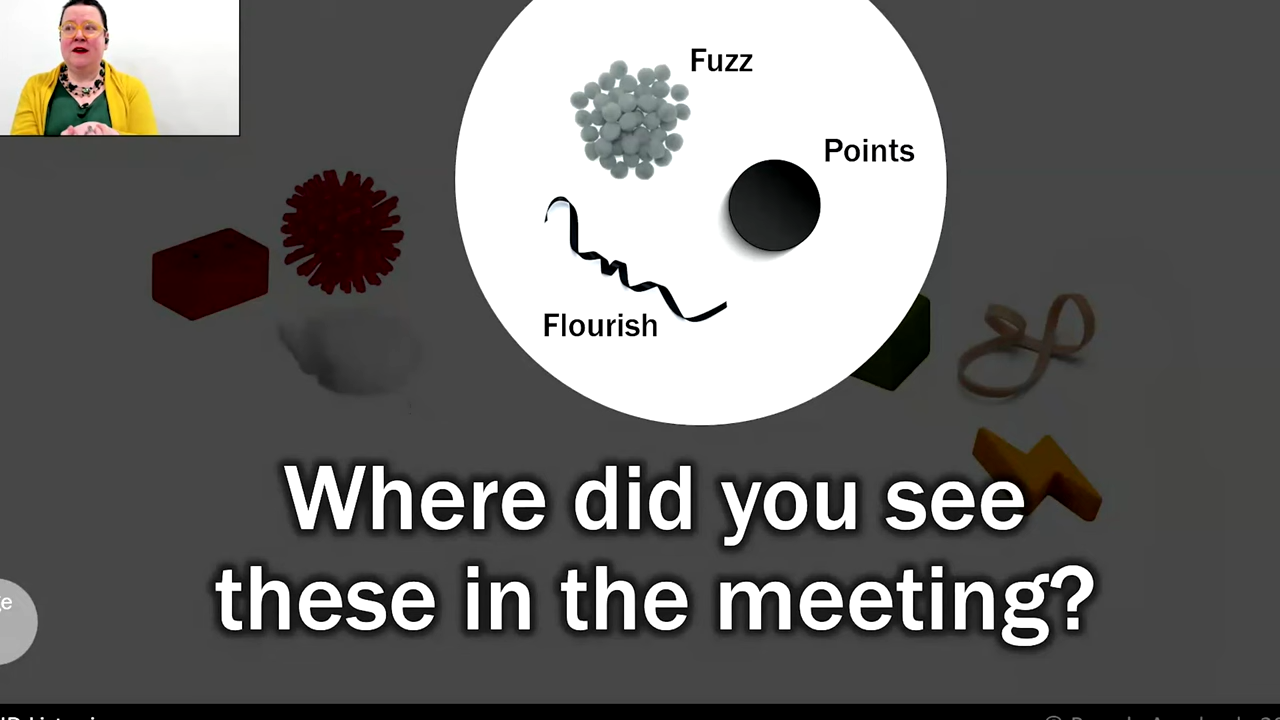 Fuzz
Points
Flourish
Where did you see
these in the meeting?